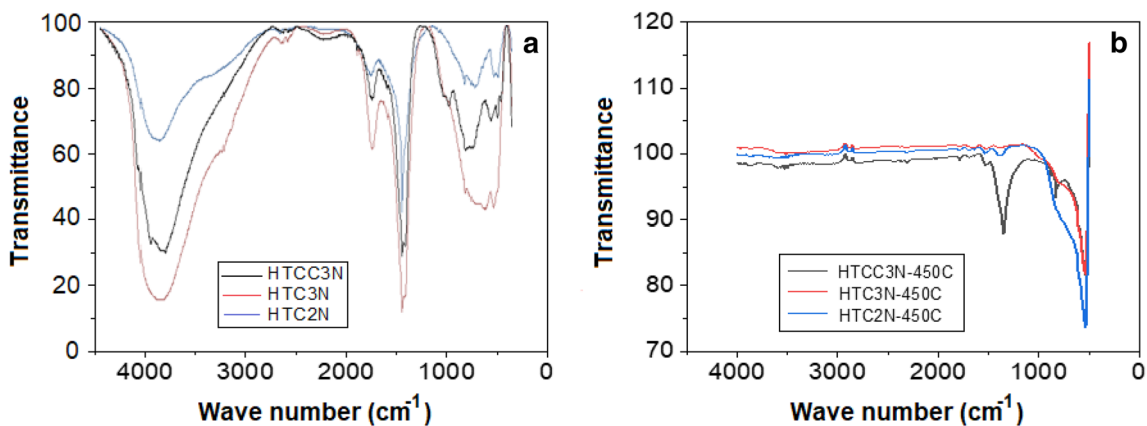 a
100
80
60
40
20
0
Transmittance
HTCC3N
HTC3N
HTC2N
4000 3000 2000 1000 0
Wave number (cm-1)
b
120
110
100
90
80
70
Transmittance
HTCC3N-450C
HTC3N-450C
HTC2N-450C
4000 3000 2000 1000 0
Wave number (cm-1)